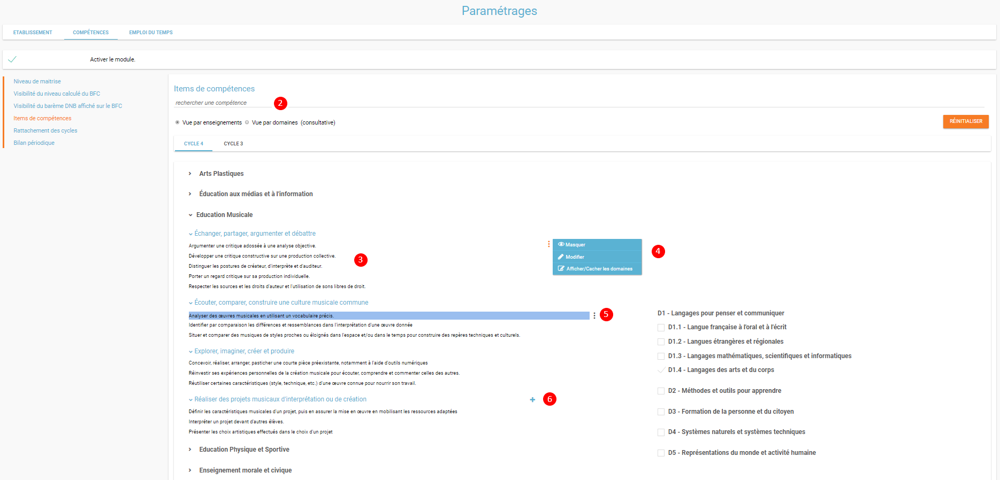 Paramétrages
ETABLISSEMENT COMPÉTENCES EMPLOI DU TEMPS
Activer le module.
Niveau de maitrise
Visibilité du niveau calculé du BFC
Visibilité du barème DNB affiché sur le BFC
Items de compétences
Rattachement des cycles
Bilan périodique
Items de compétences
rechercher une compétence 2
Vue par enseignements Vue par domaines (consultative)
RÉINITIALISER
CYCLE 4 CYCLE 3
Arts Plastiques
Éducation aux médias et à l'information
Education Musicale
Échanger, partager, argumenter et débattre
Argumenter une critique adossée à une analyse objective.
Développer une critique constructive sur une production collective.
Distinguer les postures de créateur, d'interprète et d'auditeur.
Porter un regard critique sur sa production individuelle.
Respecter les sources et les droits d'auteur et l'utilisation de sons libres de droit.
3
Masquer
Modifier
Afficher/Cacher les domaines
4
Écouter, comparer, construire une culture musicale commune
Analyser des œuvres musicales en utilisant un vocabulaire précis.
5
Identifier par comparaison les différences et ressemblances dans l'interprétation d'une œuvre donnée
Situer et comparer des musiques de styles proches ou éloignés dans l'espace et/ou dans le temps pour construire des repères techniques et culturels.
Explorer, imaginer, créer et produire
Concevoir, réaliser, arranger, pasticher une courte pièce préexistante, notamment à l'aide d'outils numériques
Réinvestir ses expériences personnelles de la création musicale pour écouter, comprendre et commenter celles des autres.
Réutiliser certaines caractéristiques (style, technique, etc.) d'une œuvre connue pour nourrir son travail.
Réaliser des projets musicaux d'interprétation ou de création
6
Définir les caractéristiques musicales d'un projet, puis en assurer la mise en œuvre en mobilisant les ressources adaptées
Interpréter un projet devant d'autres élèves.
Présenter les choix artistiques effectués dans le choix d'un projet
Education Physique et Sportive
Enseignement morale et civique
D1 - Langages pour penser et communiquer
D1.1 - Langue française à l'oral et à l'écrit
D1.2 - Langues étrangères et régionales
D1.3 - Langages mathématiques, scientifiques et informatiques
D1.4 - Langages des arts et du corps
D2 - Méthodes et outils pour apprendre
D3 - Formation de la personne et du citoyen
D4 - Systèmes naturels et systèmes techniques
D5 - Représentations du monde et activité humaine